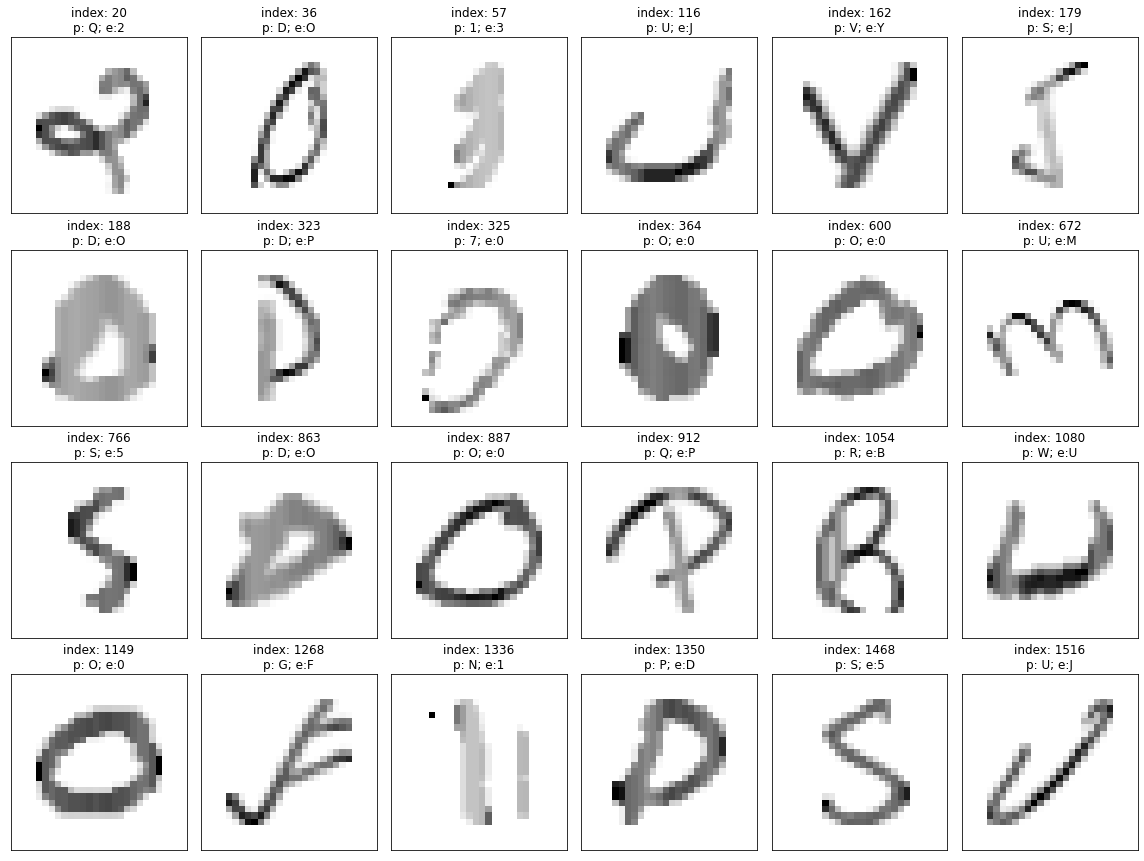 index: 20 index: 36 index: 57 index: 116 index: 162 index: 179
p: Q; e:2 p: D; e:O p: 1; e:3 p: U; e:J p: V; e:Y p: S; e:J
index: 188 index: 323 index: 325 index: 364 index: 600 index: 672
p: D; e:O p: D; e:P p: 7; e:0 p: O; e:0 p: O; e:0 p: U; e:M
index: 766 index: 863 index: 887 index: 912 index: 1054 index: 1080
p: S; e:5 p: D; e:O p: O; e:0 p: Q; e:P p: R; e:B p: W; e:U
index: 1149 index: 1268 index: 1336 index: 1350 index: 1468 index: 1516
p: O; e:0 p: G; e:F p: N; e:1 p: P; e:D p: S; e:5 p: U; e:J